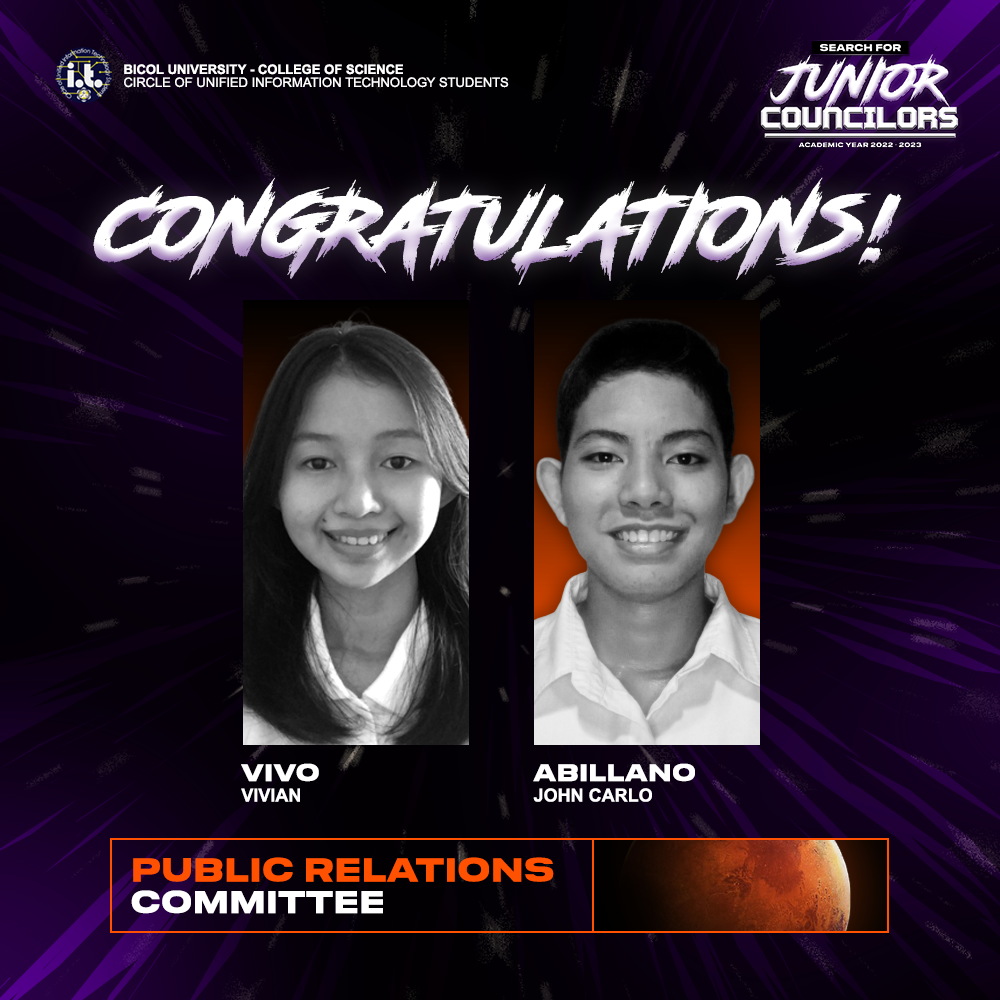 i.t.
BICOL UNIVERSITY - COLLEGE OF SCIENCE
CIRCLE OF UNIFIED INFORMATION TECHNOLOGY STUDENTS
SEARCH FOR
JUNIOR
COUNCILORS
ACADEMIC YEAR 2022 - 2023
CONGRATULATIONS!
VIVO
VIVIAN
ABILLANO
JOHN CARLO
PUBLIC RELATIONS
COMMITTEE